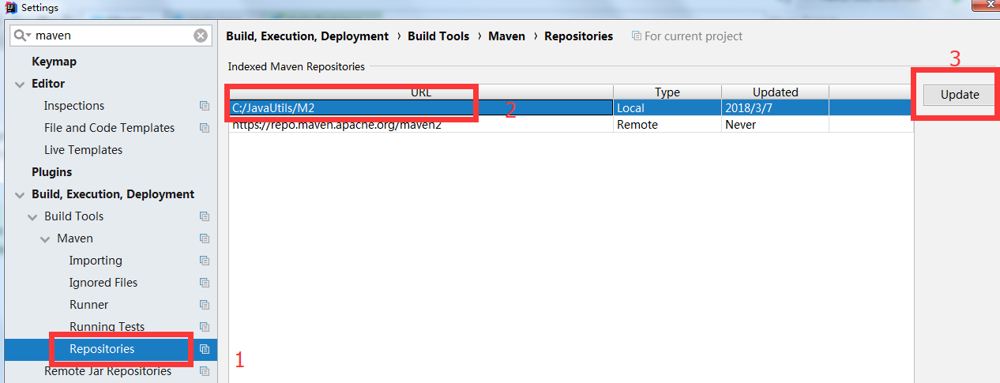 Settings
maven
Build, Execution, Deployment › Build Tools › Maven › Repositories For current project
Keymap
Editor
Inspections
File and Code Templates
Live Templates
Plugins
Build, Execution, Deployment
Build Tools
Maven
Importing
Ignored Files
Runner
Running Tests
Repositories
Remote Jar Repositories
1
Indexed Maven Repositories
URL Type Updated
C:/JavaUtils/M2 Local 2018/3/7
https://repo.maven.apache.org/maven2 Remote Never
2
3
Update